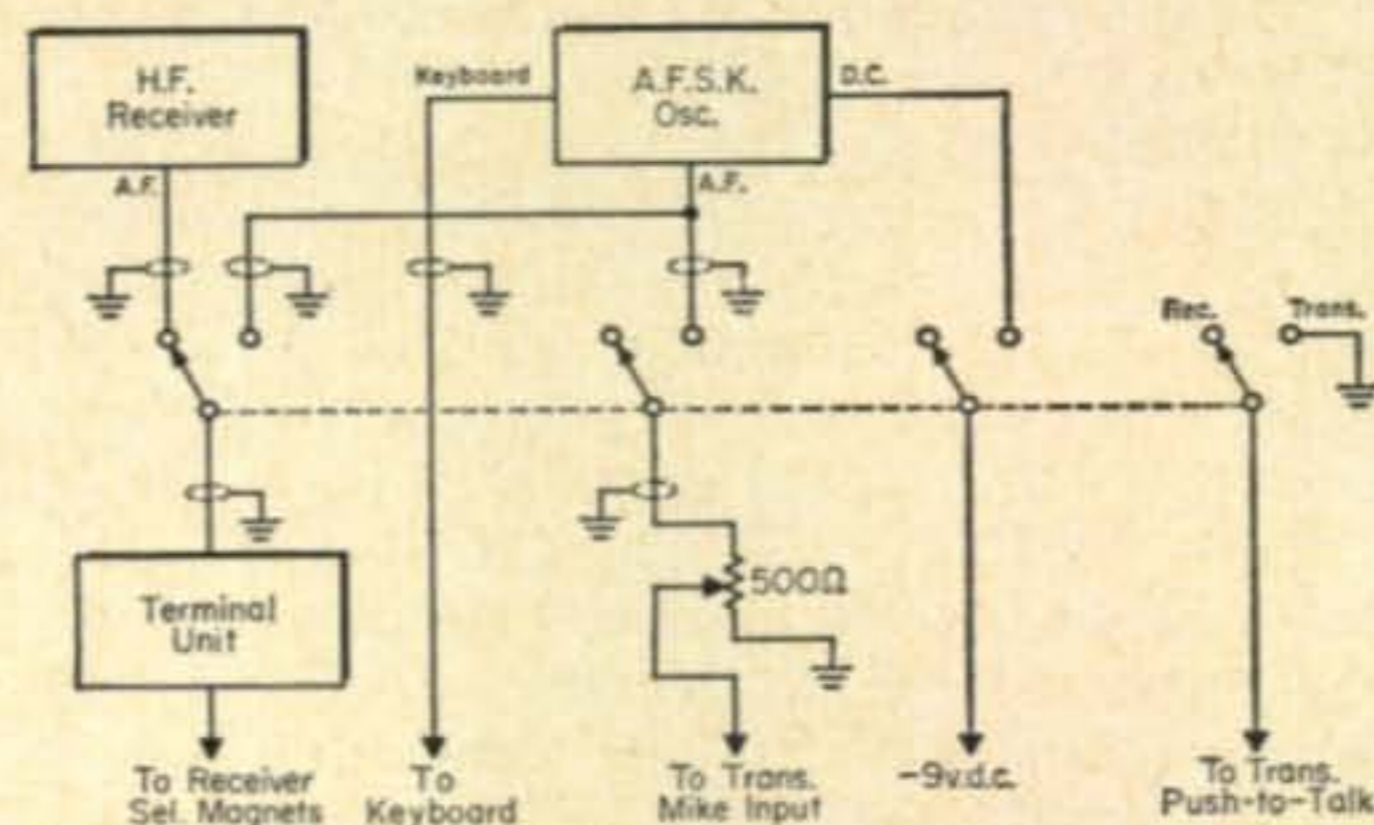 H.F.
Receiver
Keyboard
A.F.S.K.
Osc.
D.C.
A.F.
A.F.
Rec.
Trans.
500Ω
Terminal
Unit
To Receiver
Sel. Magnets
To
Keyboard
To Trans.
Mike Input
-9v.d.c.
To Trans.
Push-to-Talk